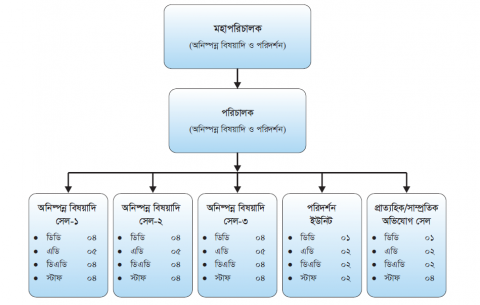 মহাপরিচালক
(অনিষ্পন্ন বিষয়াদি ও পরিদর্শন)
পরিচালক
(অনিষ্পন্ন বিষয়াদি ও পরিদর্শন)
অনিষ্পন্ন বিষয়াদি
সেল-১
• ডিডি ০৪
• এডি ০৫
• ডিএডি ০৪
• স্টাফ ০৪
অনিষ্পন্ন বিষয়াদি
সেল-২
• ডিডি ০৪
• এডি ০৫
• ডিএডি ০৪
• স্টাফ ০৪
অনিষ্পন্ন বিষয়াদি
সেল-৩
• ডিডি ০৪
• এডি ০৫
• ডিএডি ০৪
• স্টাফ ০৪
পরিদর্শন
ইউনিট
• ডিডি ০১
• এডি ০২
• ডিএডি ০২
• স্টাফ ০২
প্রাত্যহিক/সাম্প্রতিক
অভিযোগ সেল
• ডিডি ০১
• এডি ০২
• ডিএডি ০২
• স্টাফ ০৪